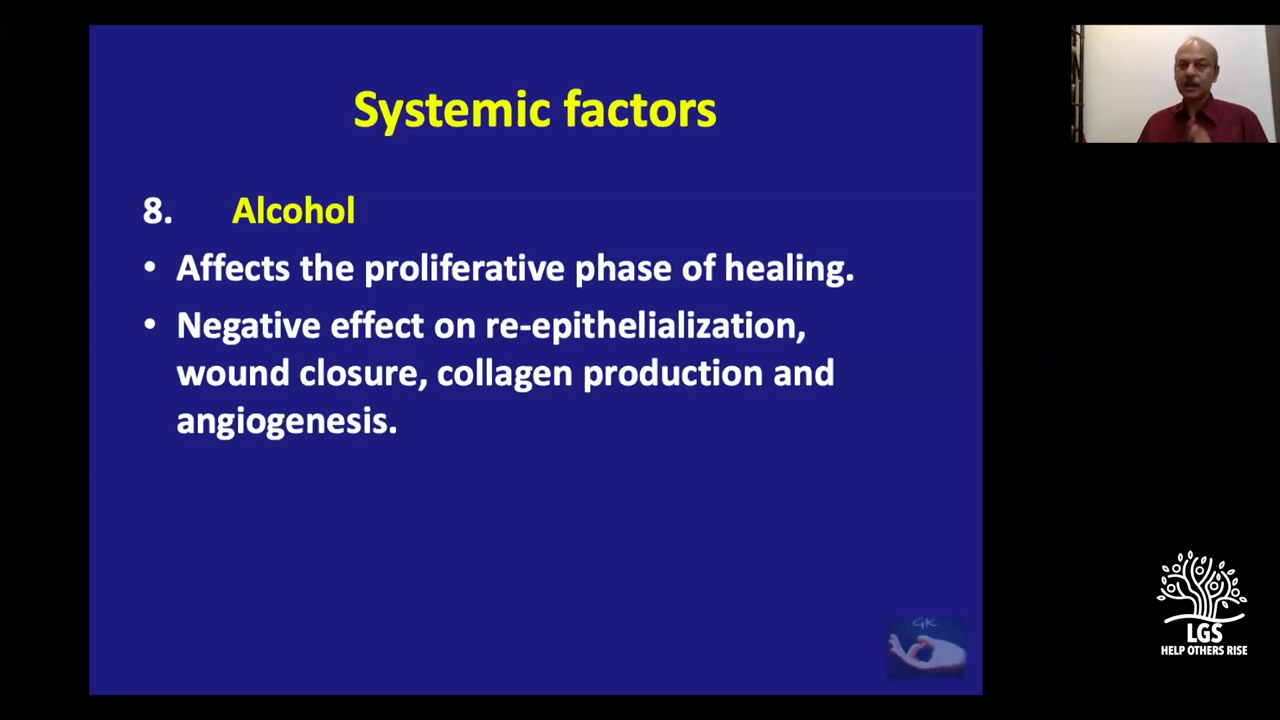 Systemic factors
8. Alcohol
• Affects the proliferative phase of healing.
• Negative effect on re-epithelialization,
wound closure, collagen production and
angiogenesis.
GK
LGS
HELP OTHERS RISE